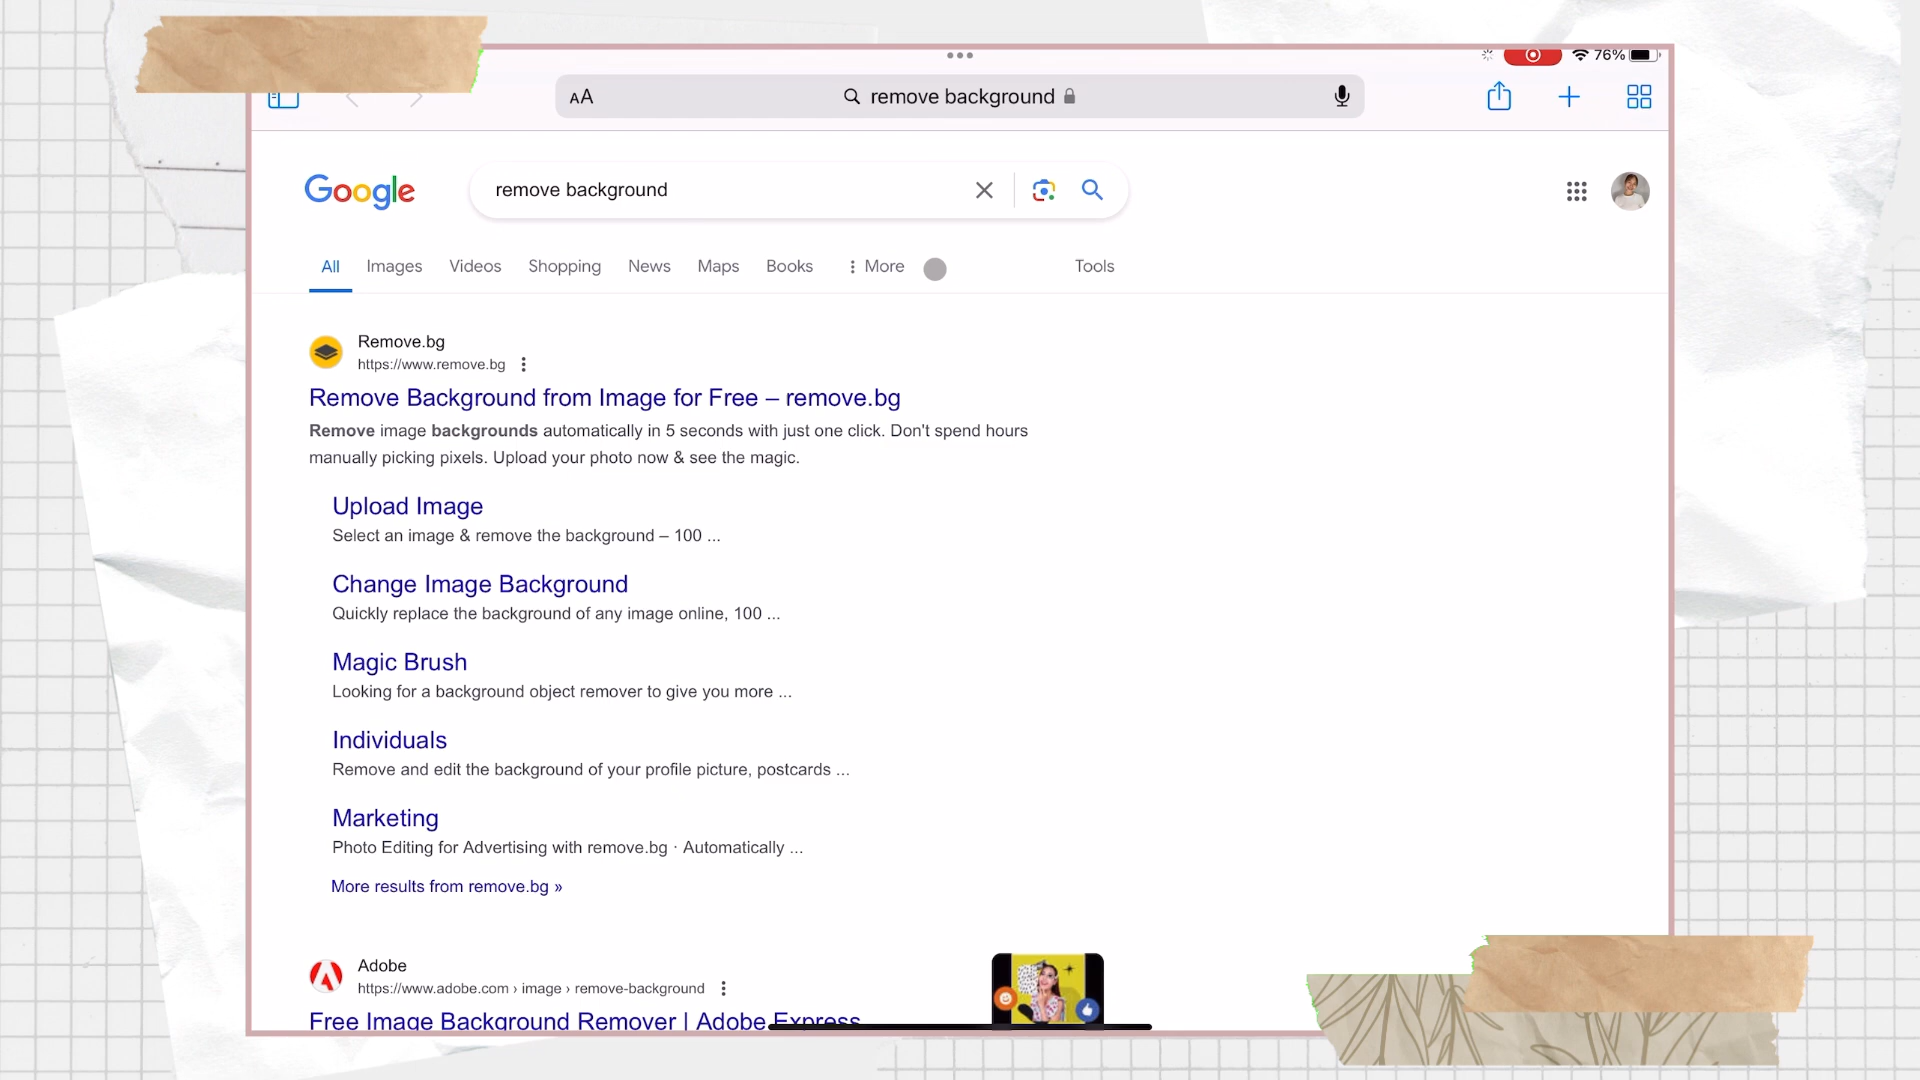 76%
AA remove background
Google remove background
All Images Videos Shopping News Maps Books More Tools
Remove.bg
https://www.remove.bg
Remove Background from Image for Free – remove.bg
Remove image backgrounds automatically in 5 seconds with just one click. Don't spend hours
manually picking pixels. Upload your photo now & see the magic.
Upload Image
Select an image & remove the background – 100 ...
Change Image Background
Quickly replace the background of any image online, 100 ...
Magic Brush
Looking for a background object remover to give you more ...
Individuals
Remove and edit the background of your profile picture, postcards ...
Marketing
Photo Editing for Advertising with remove.bg · Automatically ...
More results from remove.bg »
Adobe
https://www.adobe.com › image › remove-background
Free Image Background Remover | Adobe Express